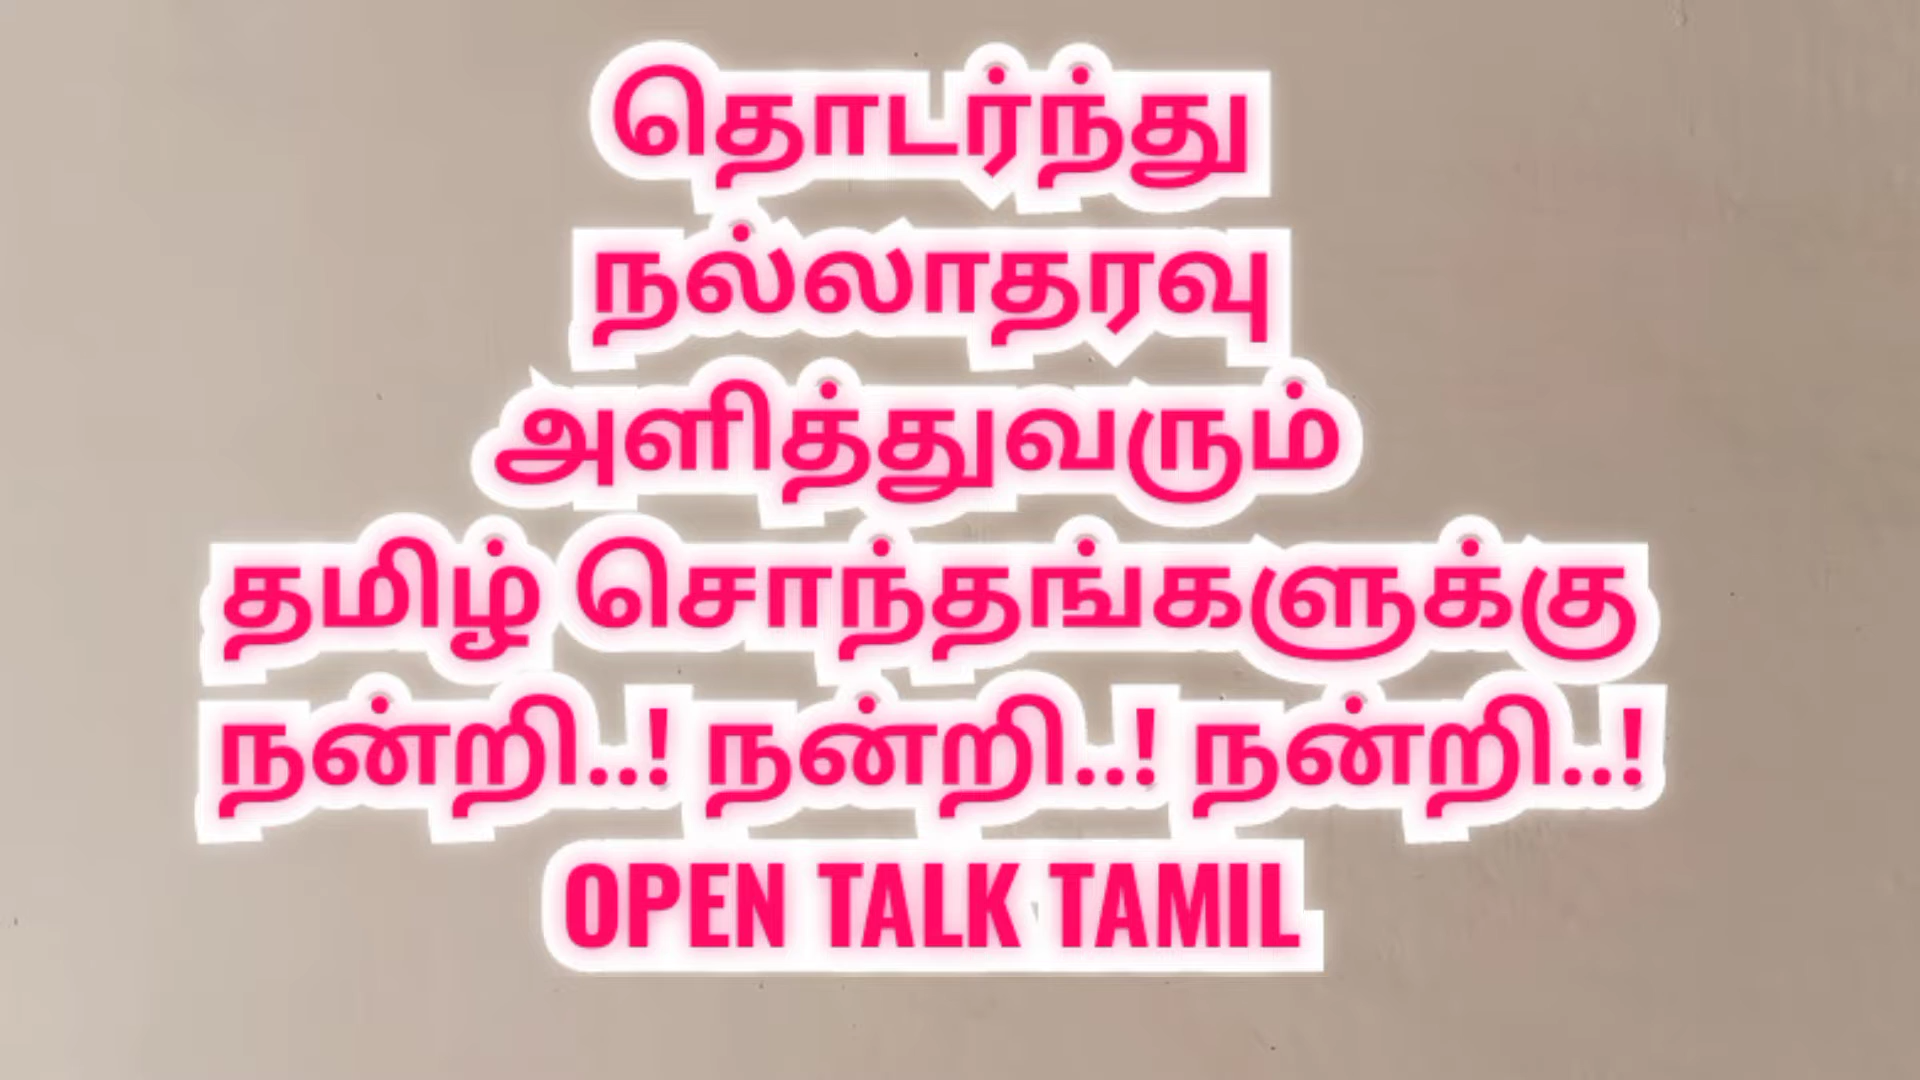 தொடர்ந்து
நல்லாதரவு
அளித்துவரும்
தமிழ் சொந்தங்களுக்கு
நன்றி..! நன்றி..! நன்றி..!
OPEN TALK TAMIL